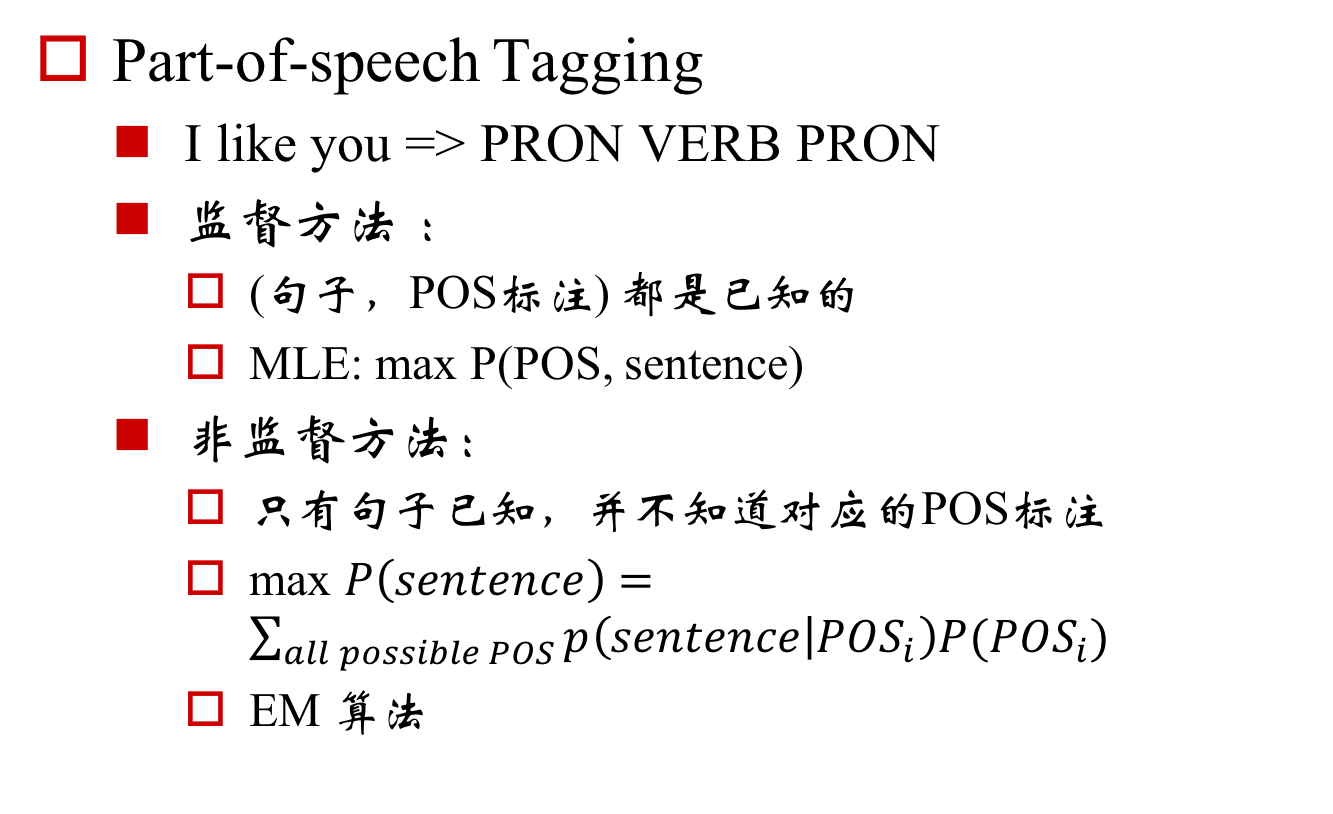 Part-of-speech Tagging
I like you => PRON VERB PRON
监督方法：
(句子，POS标注) 都是已知的
MLE: max P(POS, sentence)
非监督方法：
只有句子已知，并不知道对应的POS标注
max P(sentence) =
∑all possible POS p(sentence|POSi)P(POSi)
EM 算法